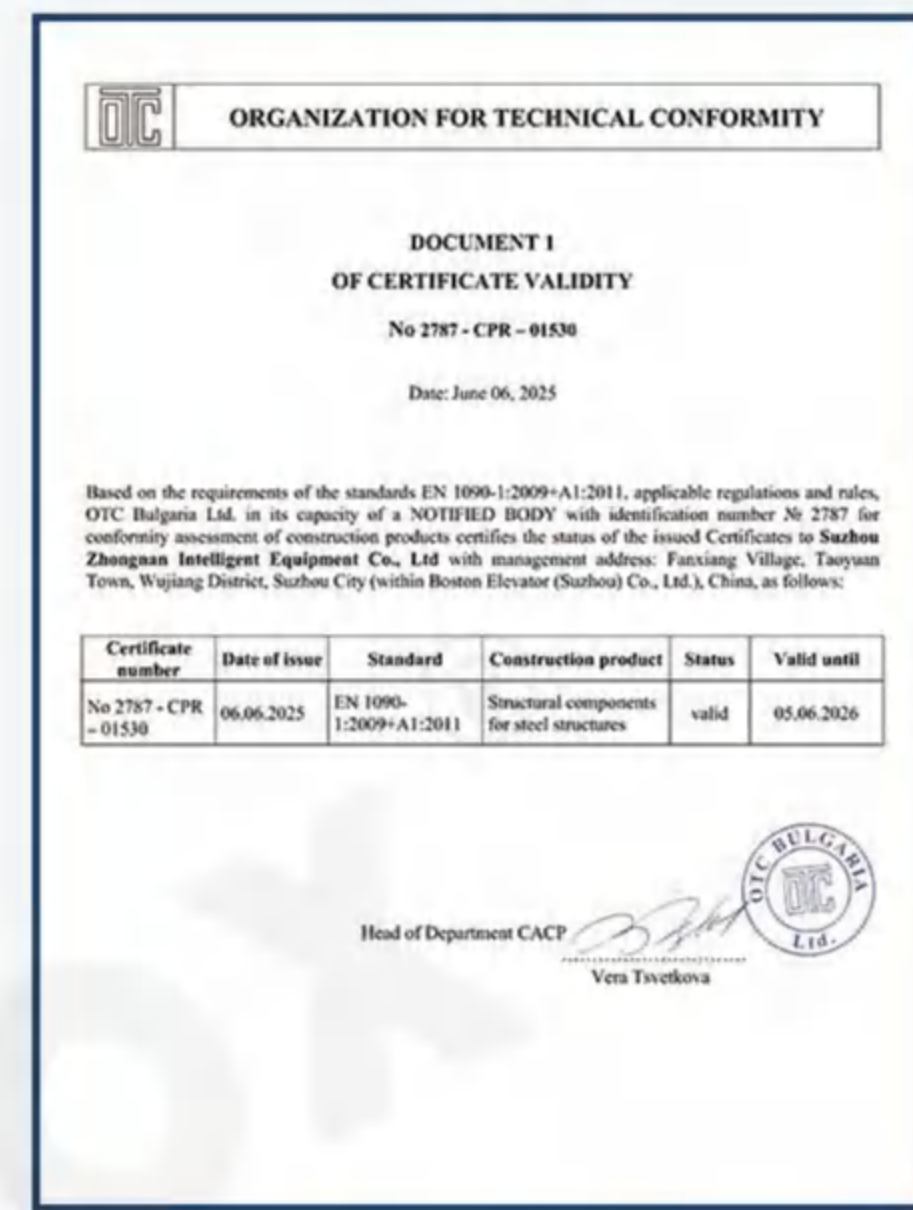 OTC
ORGANIZATION FOR TECHNICAL CONFORMITY
DOCUMENT 1
OF CERTIFICATE VALIDITY
No 2787 - CPR – 01530
Date: June 06, 2025
Based on the requirements of the standards EN 1090-1:2009+A1:2011, applicable regulations and rules,
OTC Bulgaria Ltd. in its capacity of a NOTIFIED BODY with identification number № 2787 for
conformity assessment of construction products certifies the status of the issued Certificates to Suzhou
Zhongnan Intelligent Equipment Co., Ltd with management address: Fanxiang Village, Taoyuan
Town, Wujiang District, Suzhou City (within Boston Elevator (Suzhou) Co., Ltd.), China, as follows:
Certificate number Date of issue Standard Construction product Status Valid until
No 2787 - CPR – 01530 06.06.2025 EN 1090-1:2009+A1:2011 Structural components for steel structures valid 05.06.2026
OTC BULGARIA
OTC
Ltd.
Head of Department CACP
Vera Tsvetkova